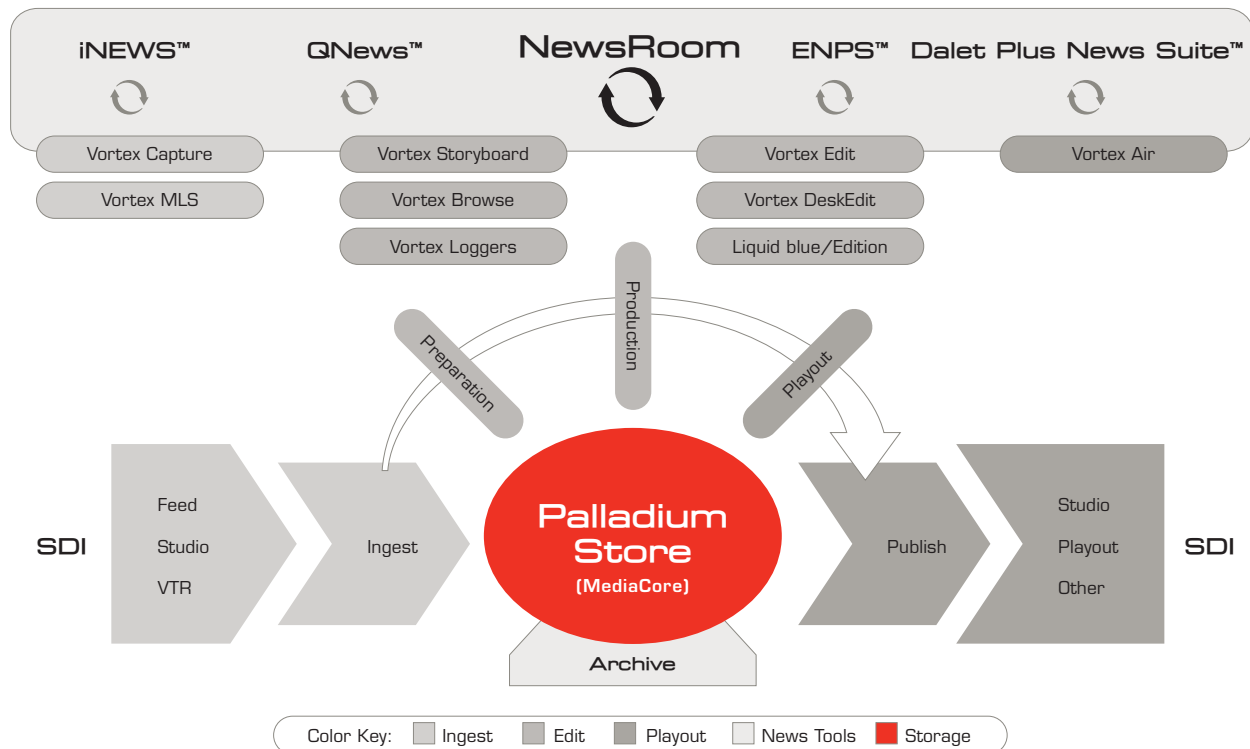 iNEWS™
QNews™
NewsRoom
ENPS™
Dalet Plus News Suite™
Vortex Capture
Vortex Storyboard
Vortex Edit
Vortex Air
Vortex MLS
Vortex Browse
Vortex DeskEdit
Vortex Loggers
Liquid blue/Edition
Preparation
Production
Playout
SDI
Feed
Studio
VTR
Ingest
Palladium
Store
(MediaCore)
Archive
Publish
Studio
Playout
Other
SDI
Color Key: Ingest Edit Playout News Tools Storage